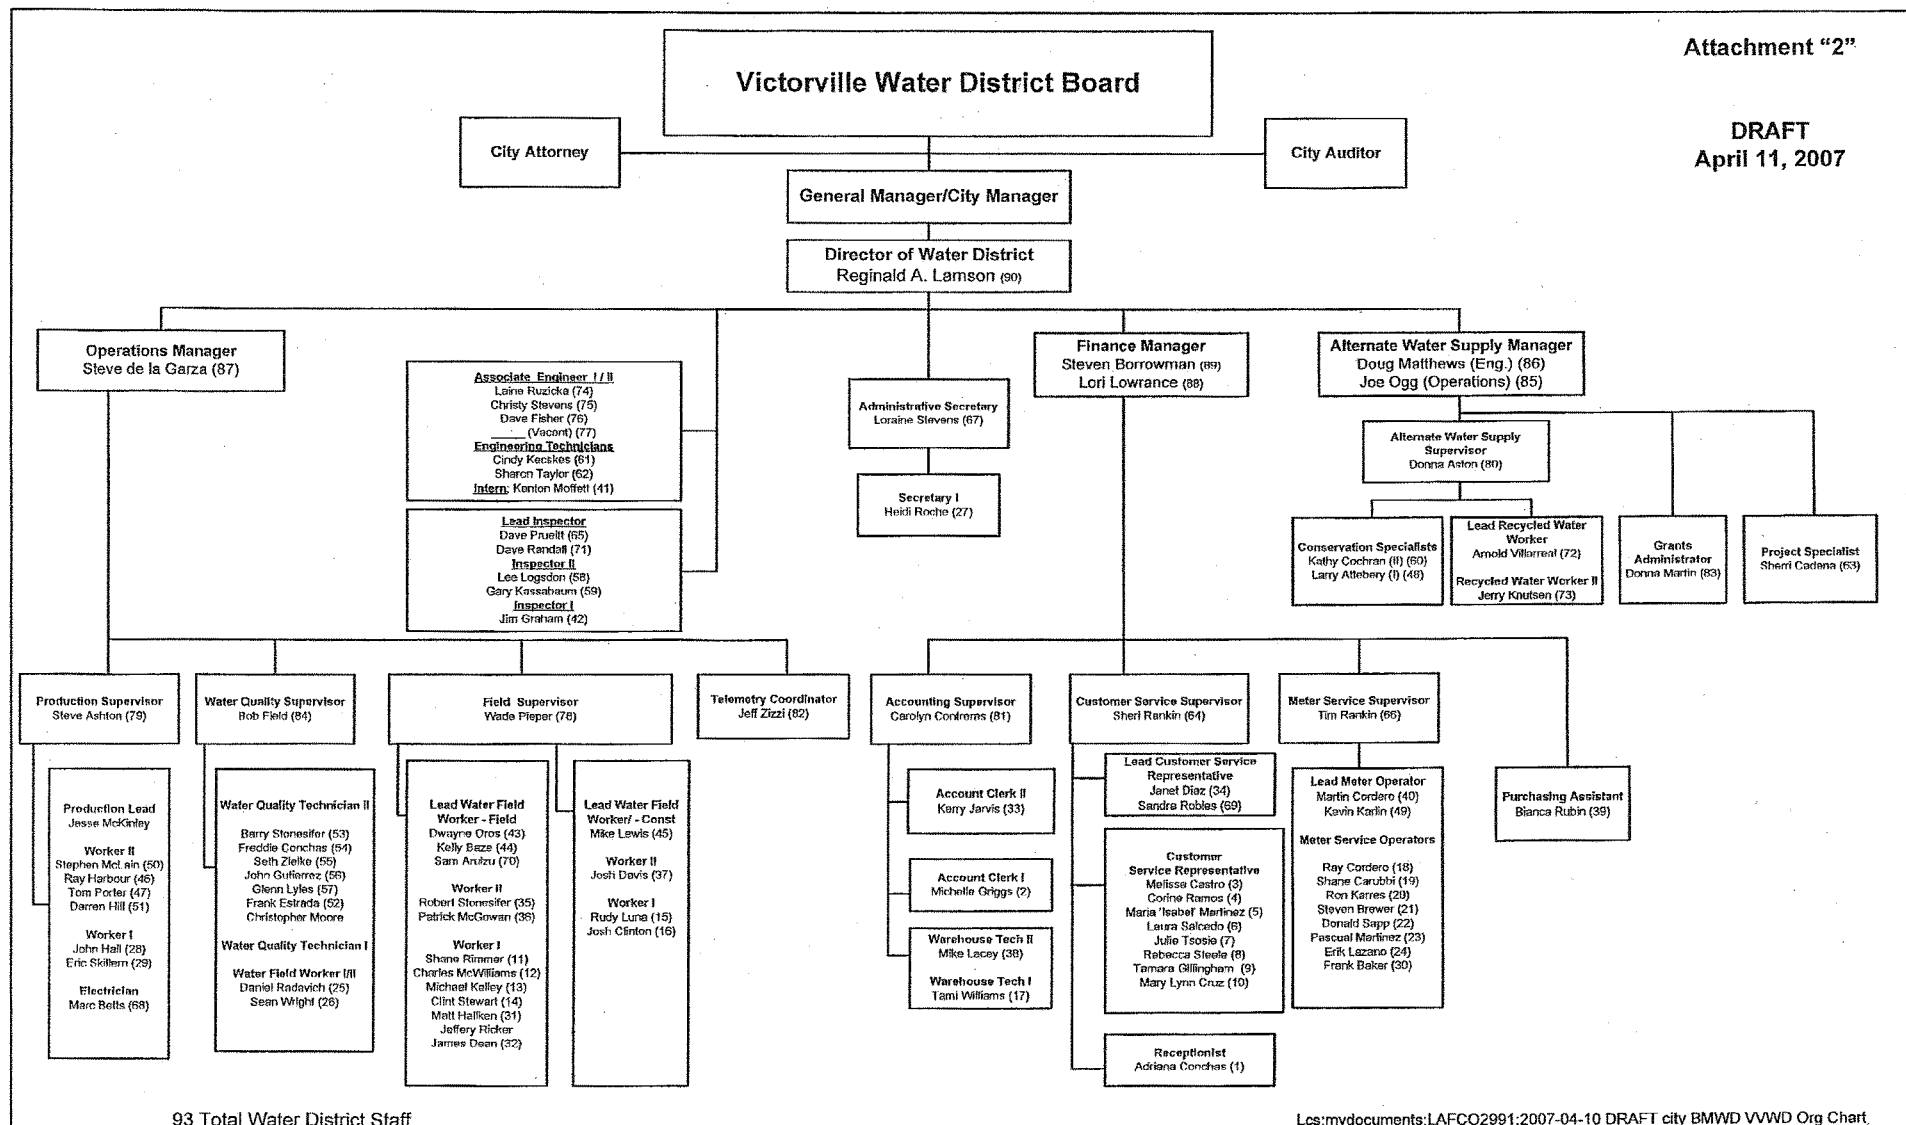 Attachment “2”
DRAFT
April 11, 2007
Victorville Water District Board
City Attorney
City Auditor
General Manager/City Manager
Director of Water District
Reginald A. Lamson (90)
Operations Manager
Steve de la Garza (87)
Associate Engineer I / II
Laine Ruzicka (74)
Christy Stevens (75)
Dave Fisher (76)
_____ (Vacant) (77)
Engineering Technicians
Cindy Kecskes (61)
Sharon Taylor (62)
Intern: Kenton Moffett (41)
Lead Inspector
Dave Prueitt (65)
Dave Randall (71)
Inspector II
Lee Logsdon (58)
Gary Kassabaum (59)
Inspector I
Jim Graham (42)
Administrative Secretary
Loraine Stevens (67)
Secretary I
Heidi Roche (27)
Finance Manager
Steven Borrowman (89)
Lori Lowrance (88)
Alternate Water Supply Manager
Doug Matthews (Eng.) (86)
Joe Ogg (Operations) (85)
Alternate Water Supply
Supervisor
Donna Aston (80)
Conservation Specialists
Kathy Cochran (II) (60)
Larry Attebery (I) (48)
Lead Recycled Water
Worker
Arnold Villarreal (72)
Recycled Water Worker II
Jerry Knutsen (73)
Grants
Administrator
Donna Martin (83)
Project Specialist
Sherri Cadena (63)
Production Supervisor
Steve Ashton (79)
Production Lead
Jesse McKinley
Worker II
Stephen McLain (50)
Ray Harbour (46)
Tom Porter (47)
Darren Hill (51)
Worker I
John Hall (28)
Eric Skillern (29)
Electrician
Marc Betts (68)
Water Quality Supervisor
Bob Field (84)
Water Quality Technician II
Barry Stonesifer (53)
Freddie Conchas (54)
Seth Zielke (55)
John Gutierrez (56)
Glenn Lyles (57)
Frank Estrada (52)
Christopher Moore
Water Quality Technician I
Water Field Worker I/II
Daniel Radavich (25)
Sean Wright (26)
Field Supervisor
Wade Pieper (78)
Lead Water Field
Worker - Field
Dwayne Oros (43)
Kelly Baze (44)
Sam (70)
Worker II
Robert Stonesifer (35)
Patrick McGowan (36)
Worker I
Shane Rimmer (11)
Charles McWilliams (12)
Michael Kelley (13)
Clint Stewart (14)
Matt Hallken (31)
Jeffery Ricker
James Dean (32)
Lead Water Field
Worker/ - Const
Mike Lewis (45)
Worker II
Josh Davis (37)
Worker I
Rudy Luna (15)
Josh Clinton (16)
Telemetry Coordinator
Jeff Zizzi (82)
Accounting Supervisor
Carolyn Contreras (81)
Account Clerk II
Kerry Jarvis (33)
Account Clerk I
Michelle Griggs (2)
Warehouse Tech II
Mike Lacey (38)
Warehouse Tech I
Tami Williams (17)
Customer Service Supervisor
Sheri Rankin (64)
Lead Customer Service
Representative
Janet Diaz (34)
Sandra Robles (69)
Customer
Service Representative
Melissa Castro (3)
Corine Ramos (4)
Maria 'Isabel' Martinez (5)
Laura Salcedo (6)
Julie Tsosie (7)
Rebecca Steele (8)
Tamara Gillingham (9)
Mary Lynn Cruz (10)
Receptionist
Adriana Conchas (1)
Meter Service Supervisor
Tim Rankin (66)
Lead Meter Operator
Martin Cordero (40)
Kevin Karlin (49)
Meter Service Operators
Ray Cordero (18)
Shane Carubbi (19)
Ron Karres (20)
Steven Brewer (21)
Donald Sapp (22)
Pascual Martinez (23)
Erik Lazano (24)
Frank Baker (30)
Purchasing Assistant
Bianca Rubin (39)
93 Total Water District Staff
Lcs:mydocuments:LAFCO2991:2007-04-10 DRAFT city BMWD VVWD Org Chart